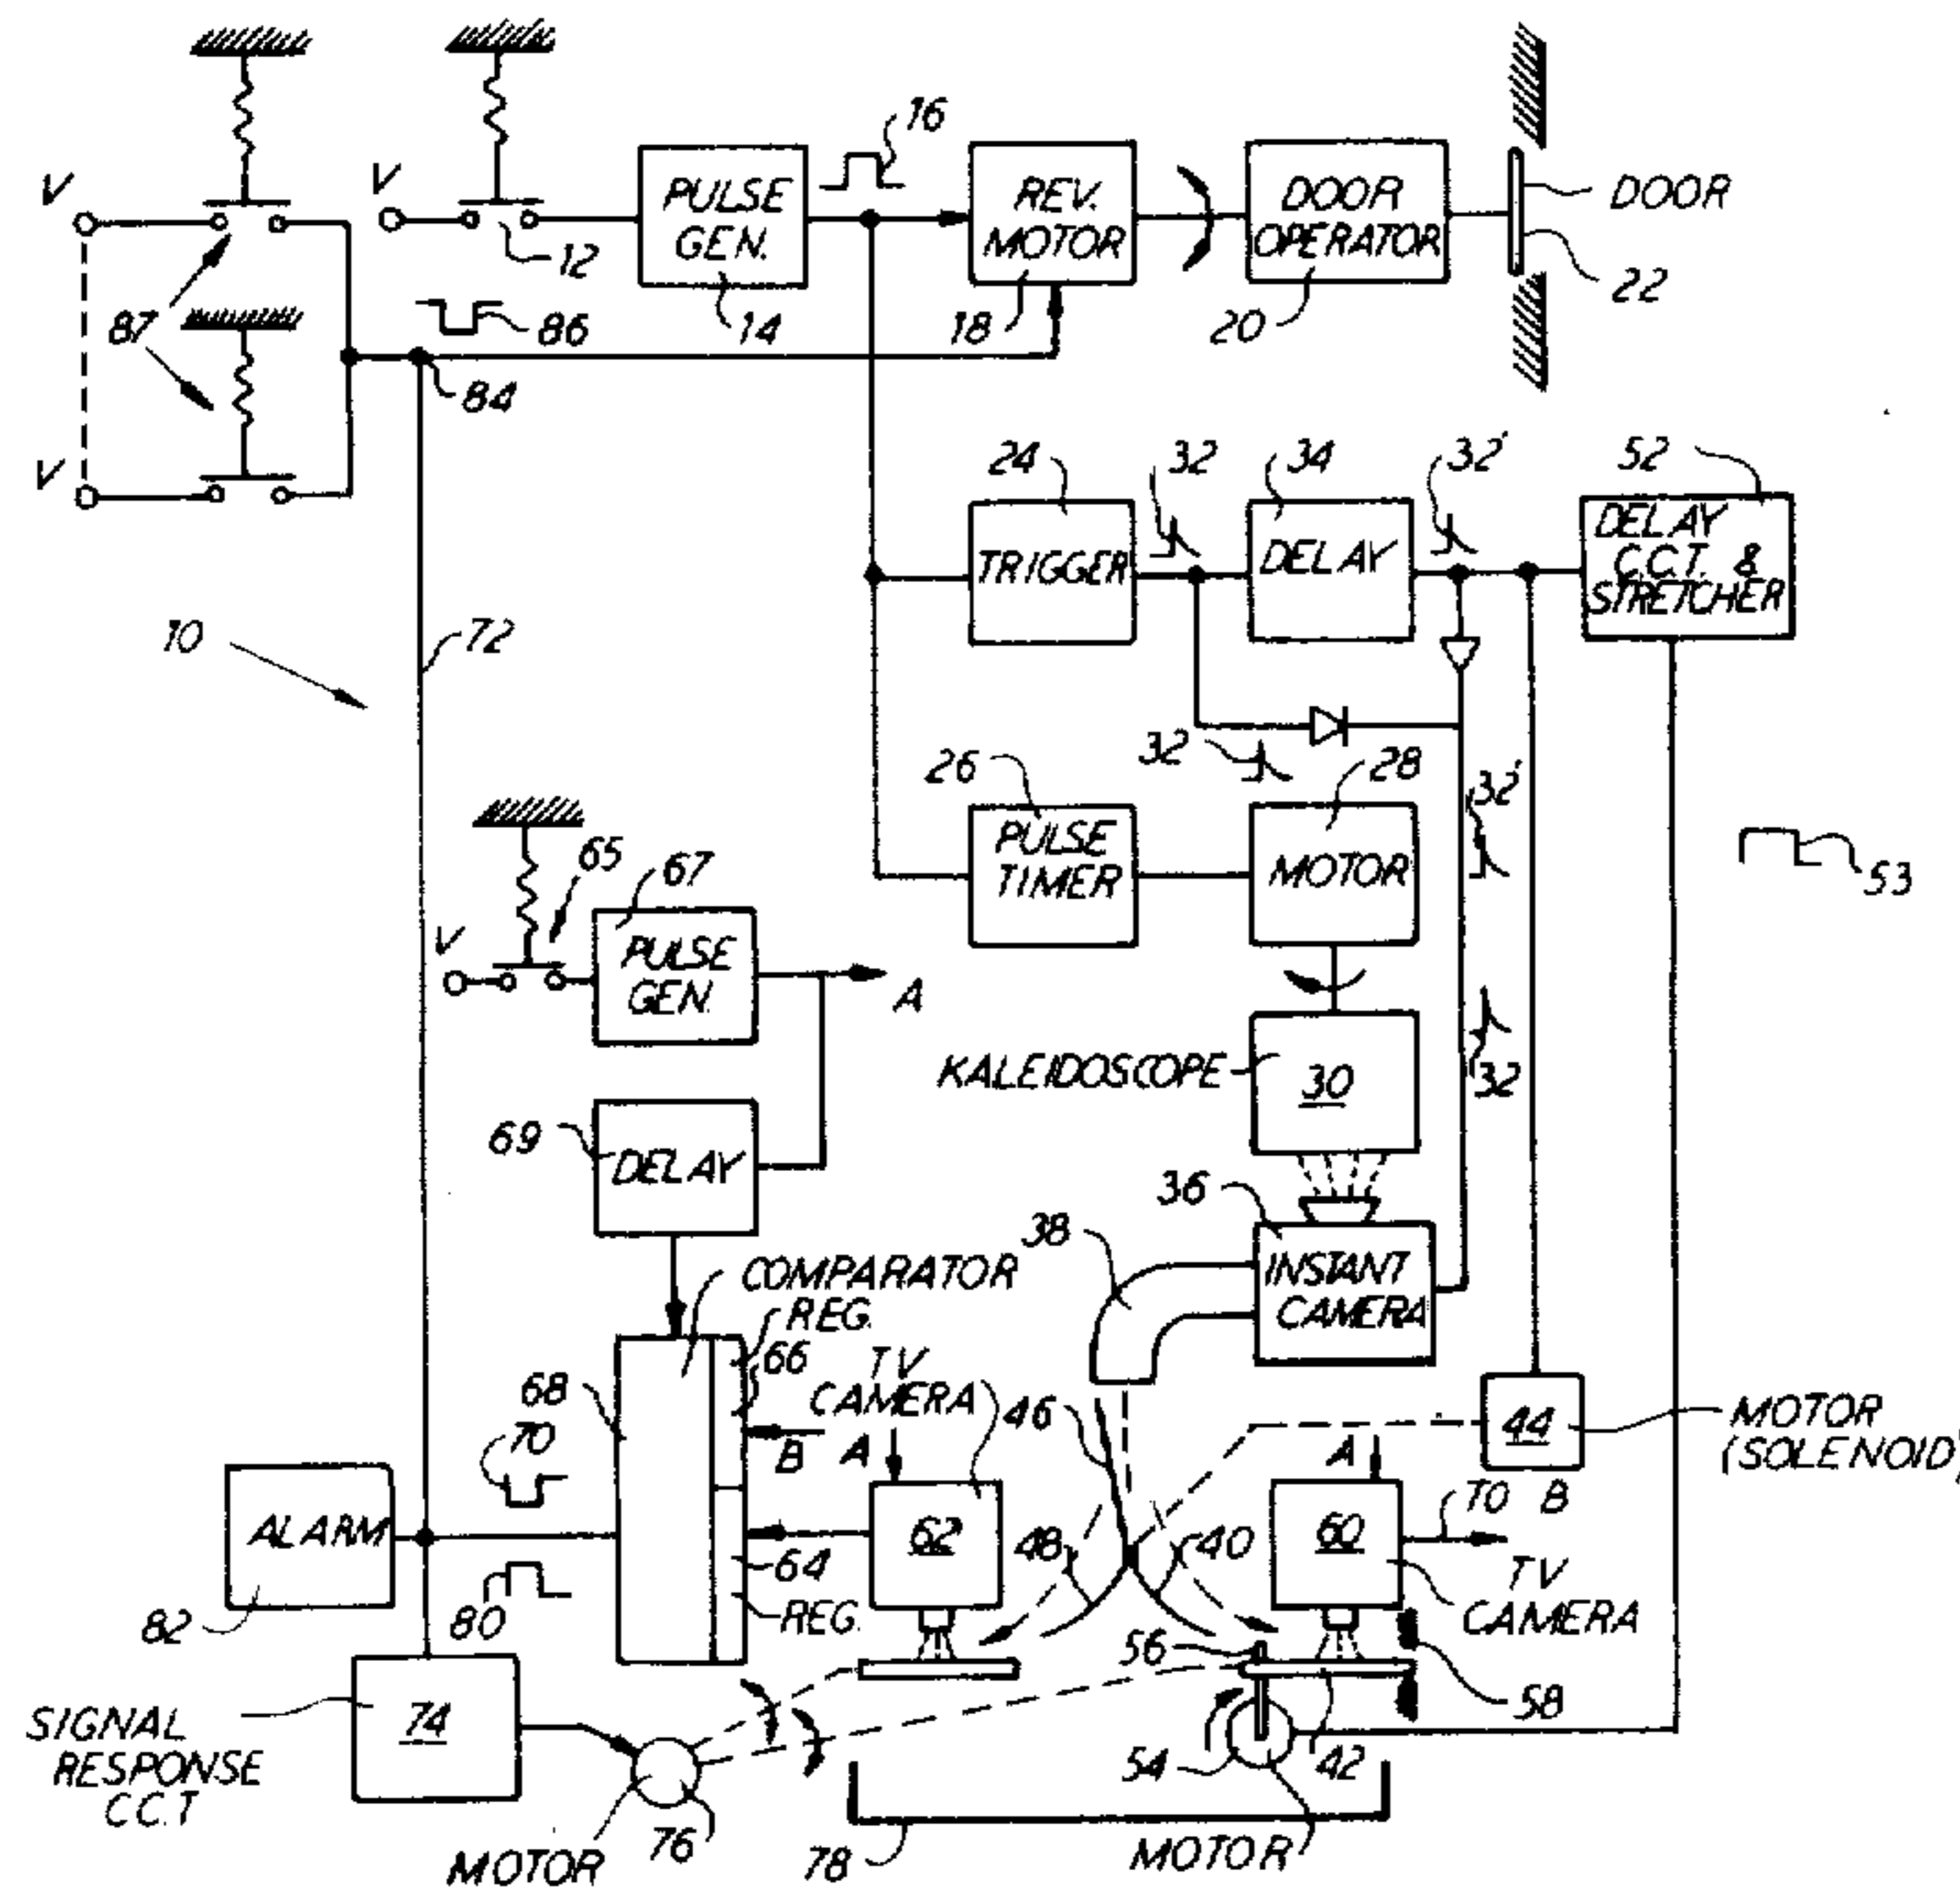 16
V
V
PULSE
GEN.
REV.
MOTOR
DOOR
OPERATOR
DOOR
12
22
87
86
14
18
20
84
V
24
32
34
32'
52
TRIGGER
DELAY
DELAY
C.C.T. &
STRETCHER
10
72
32
26
28
32'
PULSE
TIMER
MOTOR
53
65
67
V
PULSE
GEN.
A
KALEIDOSCOPE
30
32
69
DELAY
36
38
INSTANT
CAMERA
COMPARATOR
REG.
66
TV
CAMERA
68
46
44
MOTOR
(SOLENOID)
70
B
A
A
TO B
ALARM
62
48
40
60
64
REG.
TV
CAMERA
80
82
56
58
SIGNAL
RESPONSE
C.C.T
74
54
42
MOTOR
76
78
MOTOR